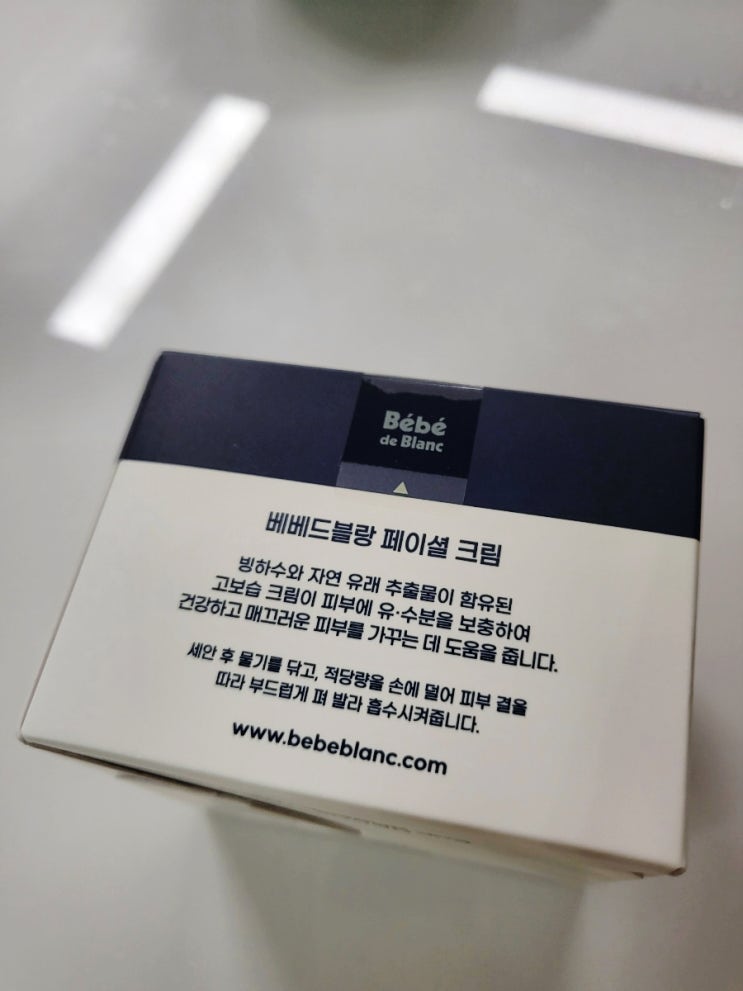 Bébé
de Blanc
베베드블랑 페이셜 크림
빙하수와 자연 유래 추출물이 함유된
고보습 크림이 피부에 유·수분을 보충하여
건강하고 매끄러운 피부를 가꾸는 데 도움을 줍니다.
세안 후 물기를 닦고, 적당량을 손에 덜어 피부 결을
따라 부드럽게 펴 발라 흡수시켜줍니다.
www.bebeblanc.com